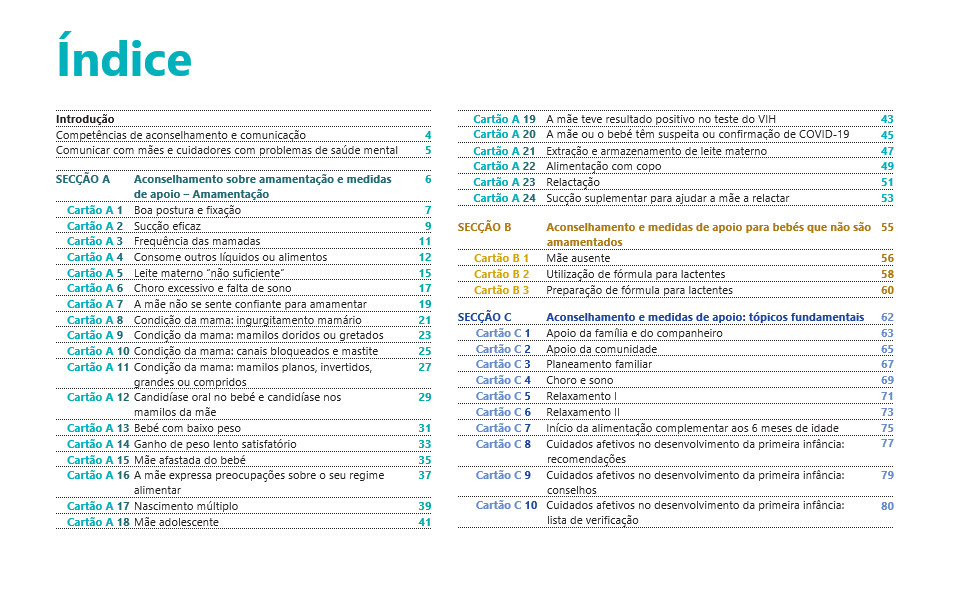 Índice
Introdução
Competências de aconselhamento e comunicação 4
Comunicar com mães e cuidadores com problemas de saúde mental 5
SECÇÃO A Aconselhamento sobre amamentação e medidas 6
de apoio – Amamentação
Cartão A 1 Boa postura e fixação 7
Cartão A 2 Sucção eficaz 9
Cartão A 3 Frequência das mamadas 11
Cartão A 4 Consome outros líquidos ou alimentos 12
Cartão A 5 Leite materno "não suficiente" 15
Cartão A 6 Choro excessivo e falta de sono 17
Cartão A 7 A mãe não se sente confiante para amamentar 19
Cartão A 8 Condição da mama: ingurgitamento mamário 21
Cartão A 9 Condição da mama: mamilos doridos ou gretados 23
Cartão A 10 Condição da mama: canais bloqueados e mastite 25
Cartão A 11 Condição da mama: mamilos planos, invertidos, 27
grandes ou compridos
Cartão A 12 Candidíase oral no bebé e candidíase nos 29
mamilos da mãe
Cartão A 13 Bebé com baixo peso 31
Cartão A 14 Ganho de peso lento satisfatório 33
Cartão A 15 Mãe afastada do bebé 35
Cartão A 16 A mãe expressa preocupações sobre o seu regime 37
alimentar
Cartão A 17 Nascimento múltiplo 39
Cartão A 18 Mãe adolescente 41
Cartão A 19 A mãe teve resultado positivo no teste do VIH 43
Cartão A 20 A mãe ou o bebé têm suspeita ou confirmação de COVID-19 45
Cartão A 21 Extração e armazenamento de leite materno 47
Cartão A 22 Alimentação com copo 49
Cartão A 23 Relactação 51
Cartão A 24 Sucção suplementar para ajudar a mãe a relactar 53
SECÇÃO B Aconselhamento e medidas de apoio para bebés que não são 55
amamentados
Cartão B 1 Mãe ausente 56
Cartão B 2 Utilização de fórmula para lactentes 58
Cartão B 3 Preparação de fórmula para lactentes 60
SECÇÃO C Aconselhamento e medidas de apoio: tópicos fundamentais 62
Cartão C 1 Apoio da família e do companheiro 63
Cartão C 2 Apoio da comunidade 65
Cartão C 3 Planeamento familiar 67
Cartão C 4 Choro e sono 69
Cartão C 5 Relaxamento I 71
Cartão C 6 Relaxamento II 73
Cartão C 7 Início da alimentação complementar aos 6 meses de idade 75
Cartão C 8 Cuidados afetivos no desenvolvimento da primeira infância: 77
recomendações
Cartão C 9 Cuidados afetivos no desenvolvimento da primeira infância: 79
conselhos
Cartão C 10 Cuidados afetivos no desenvolvimento da primeira infância: 80
lista de verificação